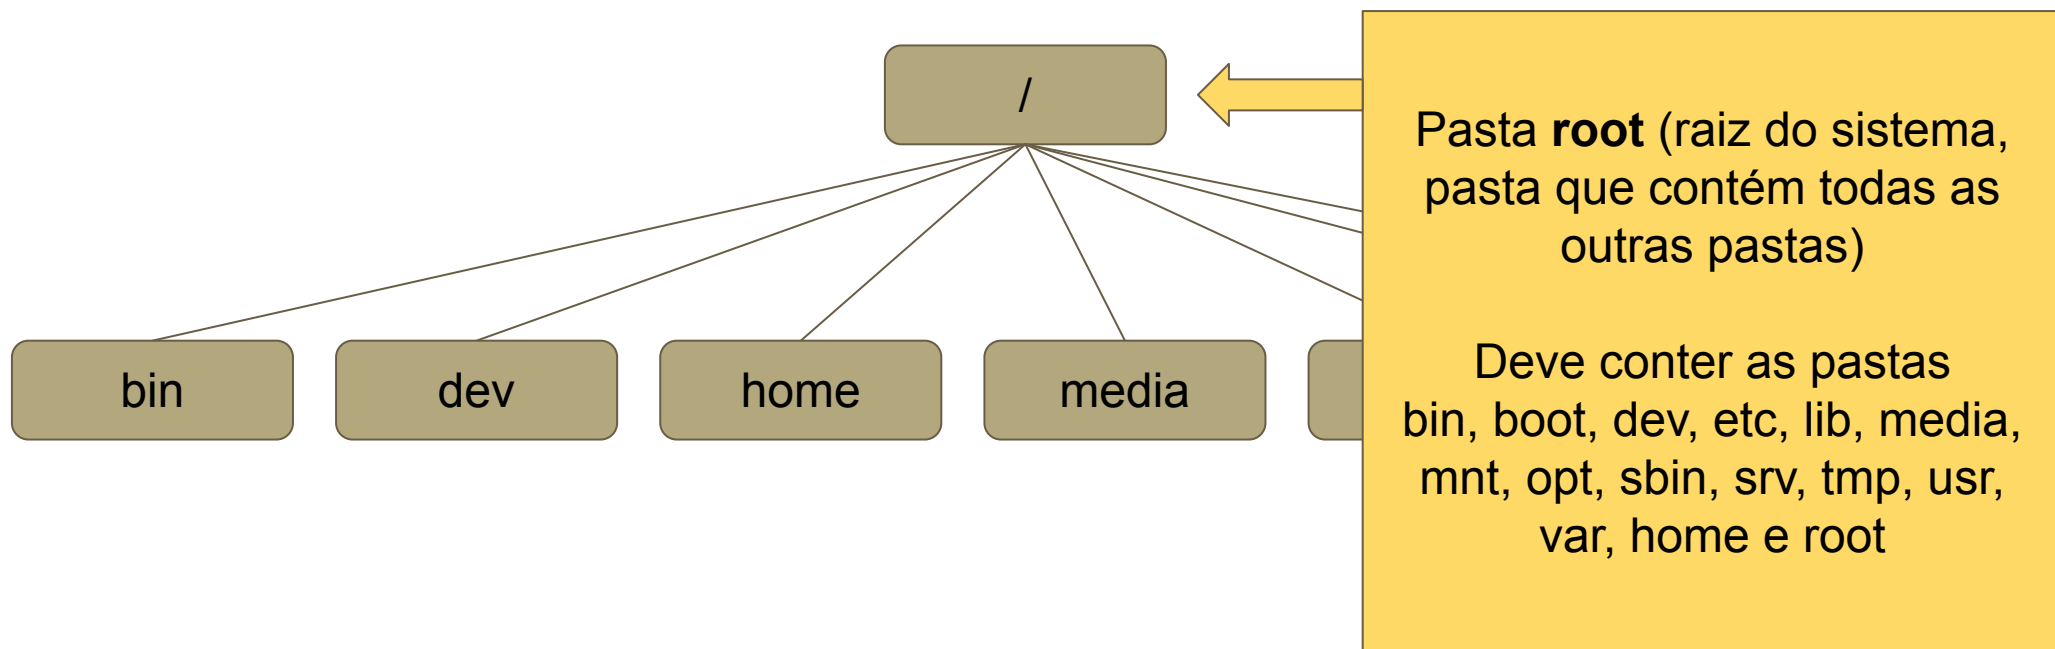 /
Pasta root (raiz do sistema,
pasta que contém todas as
outras pastas)
Deve conter as pastas
bin, boot, dev, etc, lib, media,
mnt, opt, sbin, srv, tmp, usr,
var, home e root
bin
dev
home
media